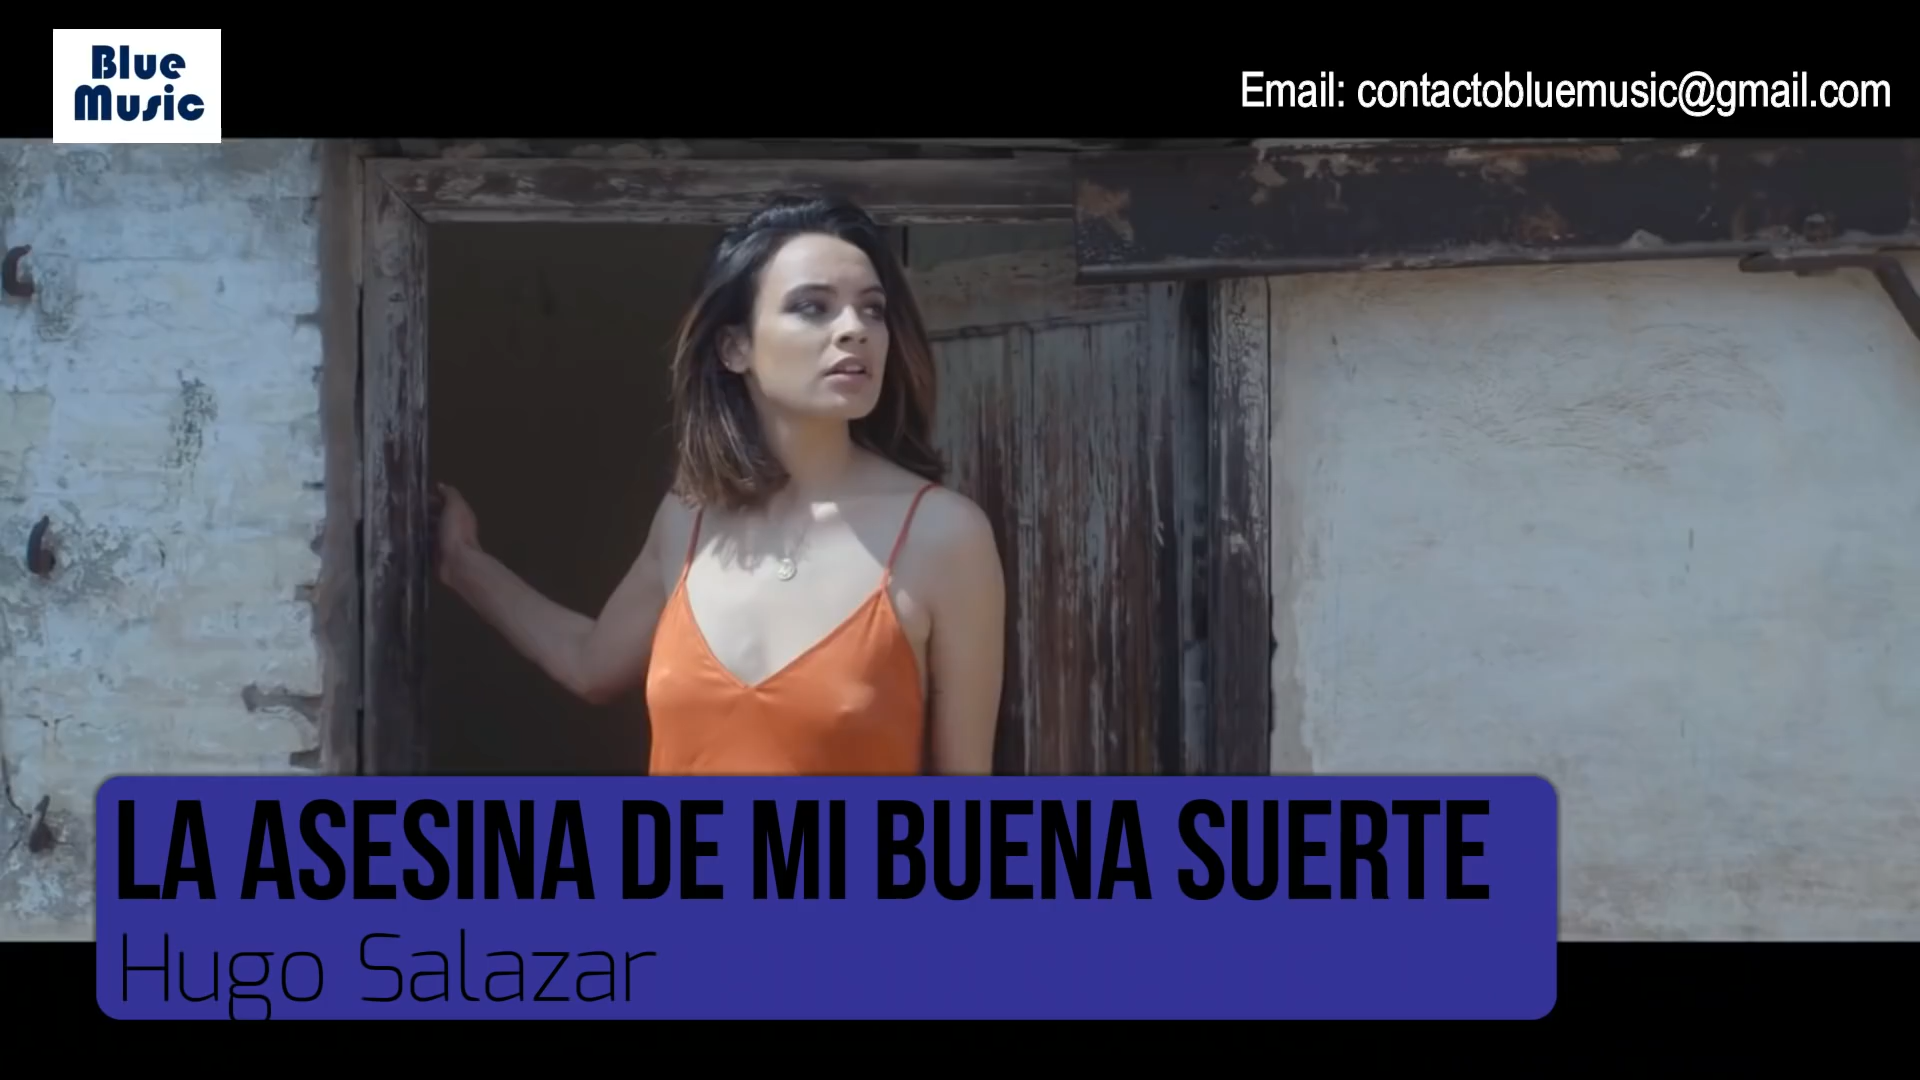 Blue
Music
Email: contactobluemusic@gmail.com
LA ASESINA DE MI BUENA SUERTE
Hugo Salazar